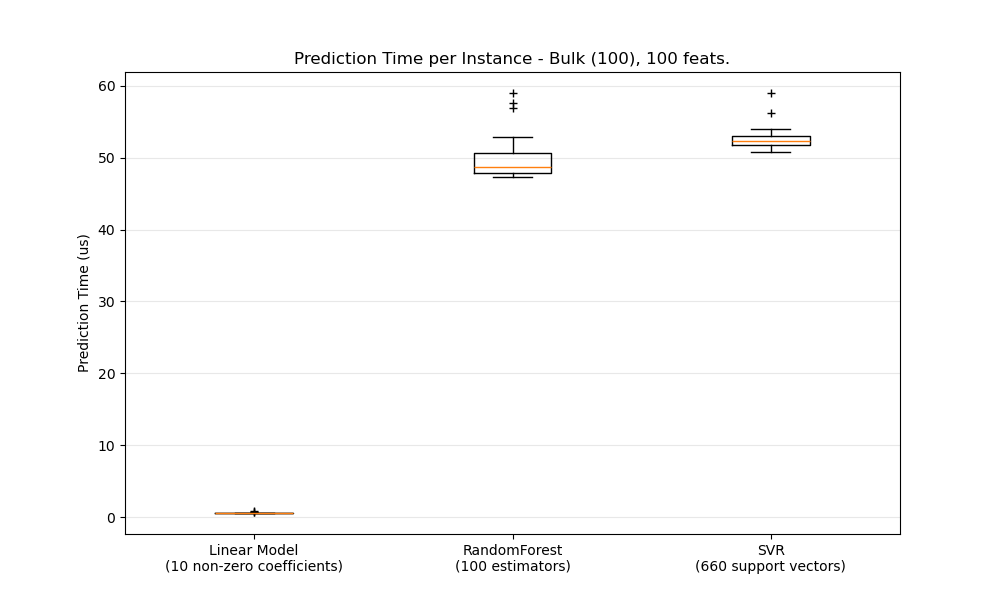 Prediction Time per Instance - Bulk (100), 100 feats.
Prediction Time (us)
60
50
40
30
20
10
0
Linear Model
(10 non-zero coefficients)
RandomForest
(100 estimators)
SVR
(660 support vectors)